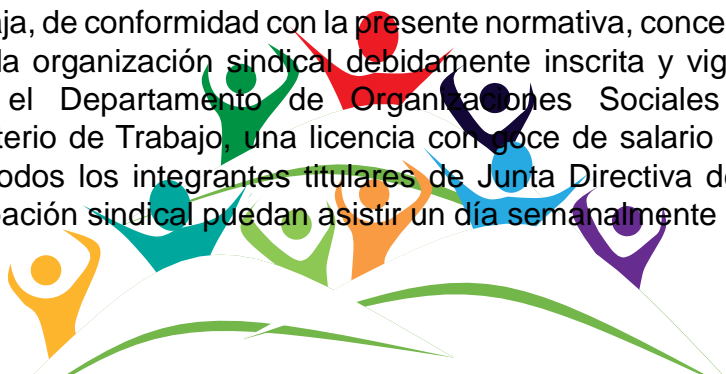 aja, de conformidad con la presente normativa, conce
la organización sindical debidamente inscrita y vig
el Departamento de Organizaciones Sociales
terio de Trabajo, una licencia con goce de salario
odos los integrantes titulares de Junta Directiva de
pación sindical puedan asistir un día semanalmente